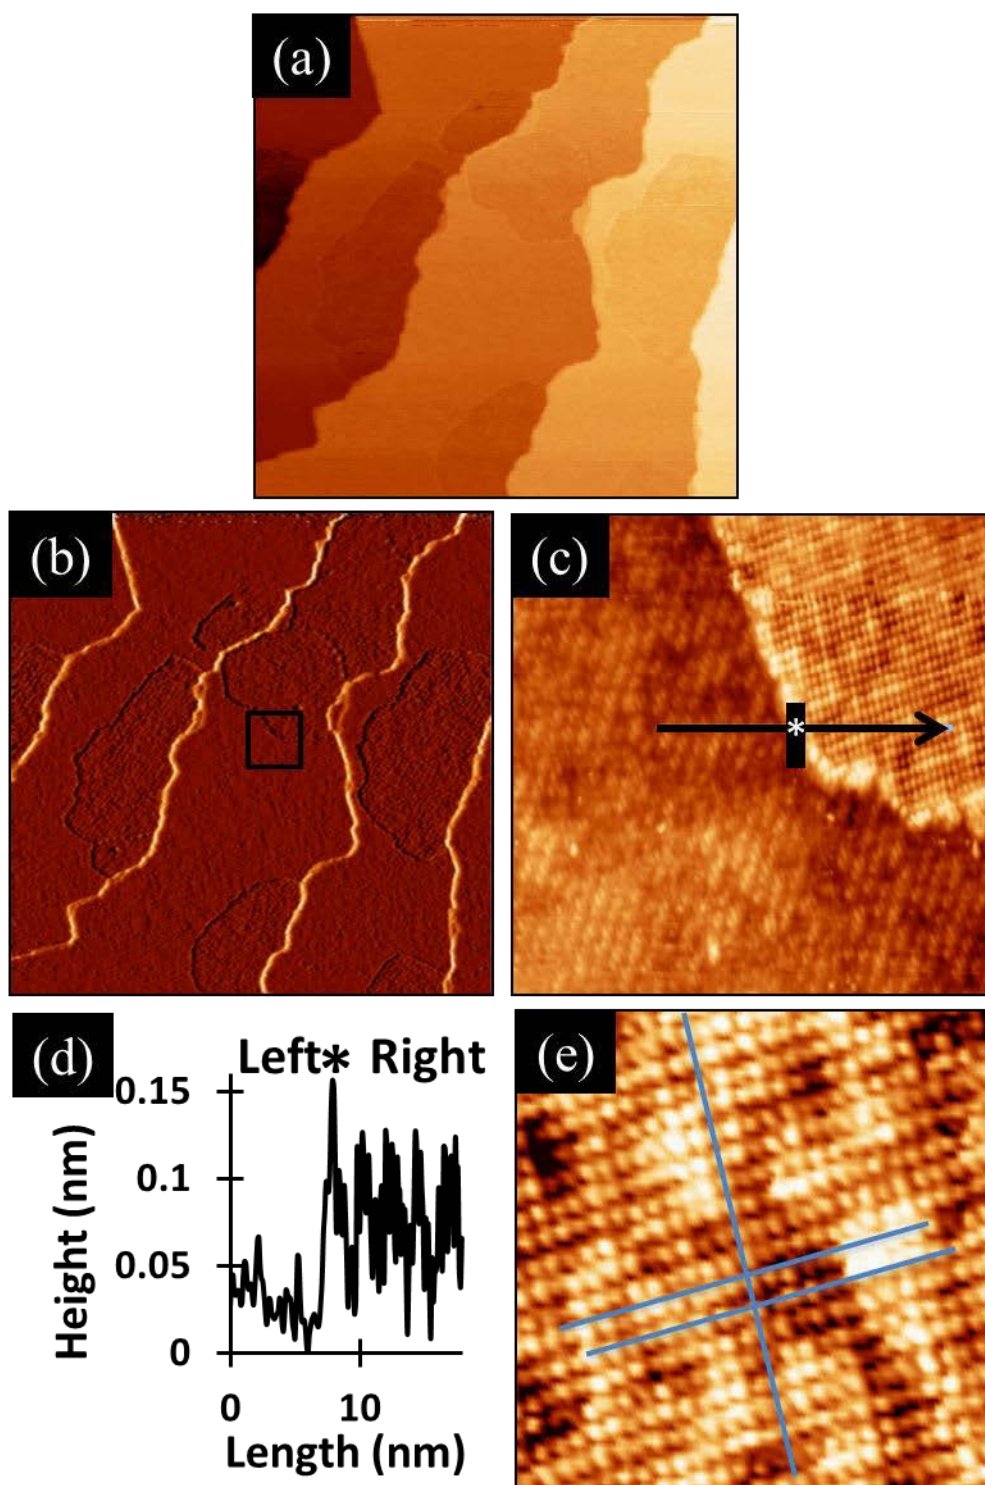 (a)
(b)
(c)
*
(d)
Left* Right
0.15
0.1
0.05
0
Height (nm)
0
10
Length (nm)
(e)